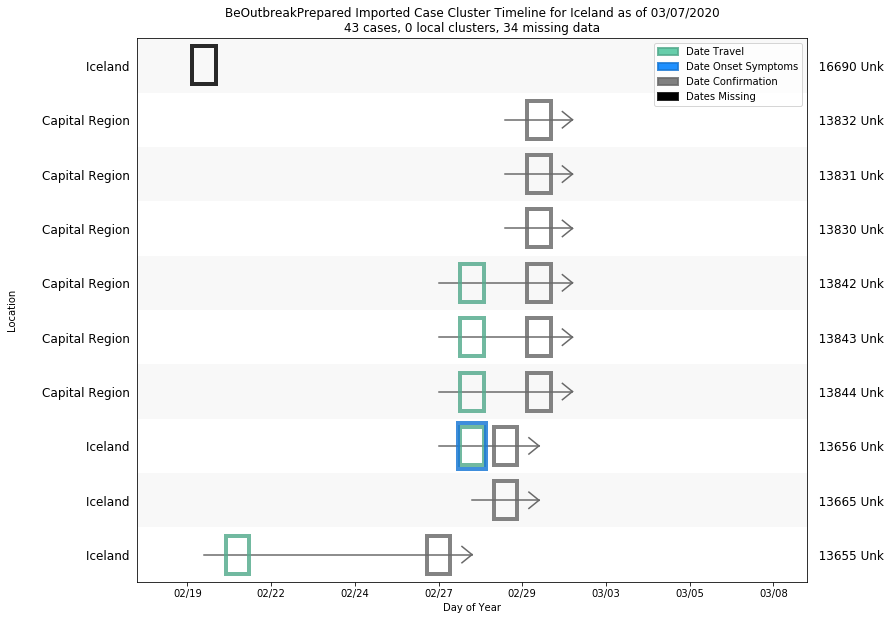 BeOutbreakPrepared Imported Case Cluster Timeline for Iceland as of 03/07/2020
43 cases, 0 local clusters, 34 missing data
Date Travel
Date Onset Symptoms
Date Confirmation
Dates Missing
Iceland 16690 Unk
Capital Region 13832 Unk
Capital Region 13831 Unk
Capital Region 13830 Unk
Capital Region 13842 Unk
Capital Region 13843 Unk
Capital Region 13844 Unk
Iceland 13656 Unk
Iceland 13665 Unk
Iceland 13655 Unk
Location
02/19 02/22 02/24 02/27 02/29 03/03 03/05 03/08
Day of Year